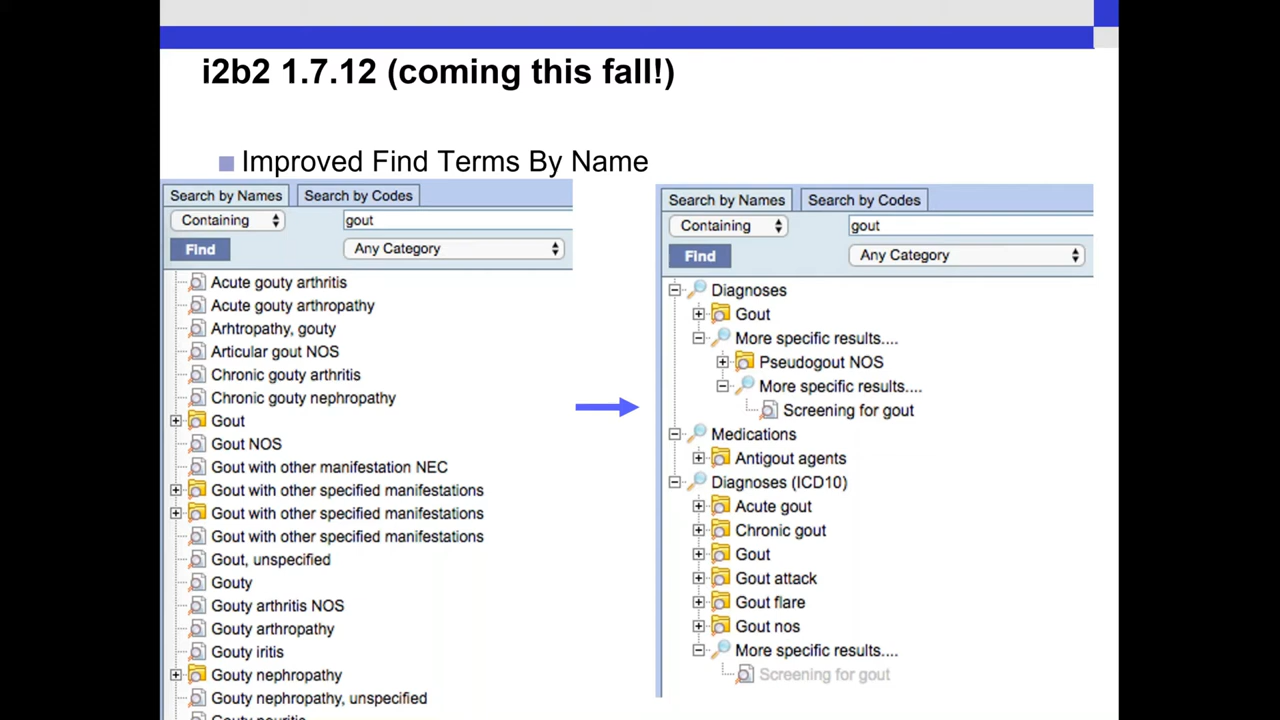 i2b2 1.7.12 (coming this fall!)
Improved Find Terms By Name
Search by Names Search by Codes
Containing gout
Find Any Category
Acute gouty arthritis
Acute gouty arthropathy
Arhtropathy, gouty
Articular gout NOS
Chronic gouty arthritis
Chronic gouty nephropathy
Gout
Gout NOS
Gout with other manifestation NEC
Gout with other specified manifestations
Gout with other specified manifestations
Gout with other specified manifestations
Gout, unspecified
Gouty
Gouty arthritis NOS
Gouty arthropathy
Gouty iritis
Gouty nephropathy
Gouty nephropathy, unspecified
Gouty neuritis
Search by Names Search by Codes
Containing gout
Find Any Category
Diagnoses
Gout
More specific results....
Pseudogout NOS
More specific results....
Screening for gout
Medications
Antigout agents
Diagnoses (ICD10)
Acute gout
Chronic gout
Gout
Gout attack
Gout flare
Gout nos
More specific results....
Screening for gout